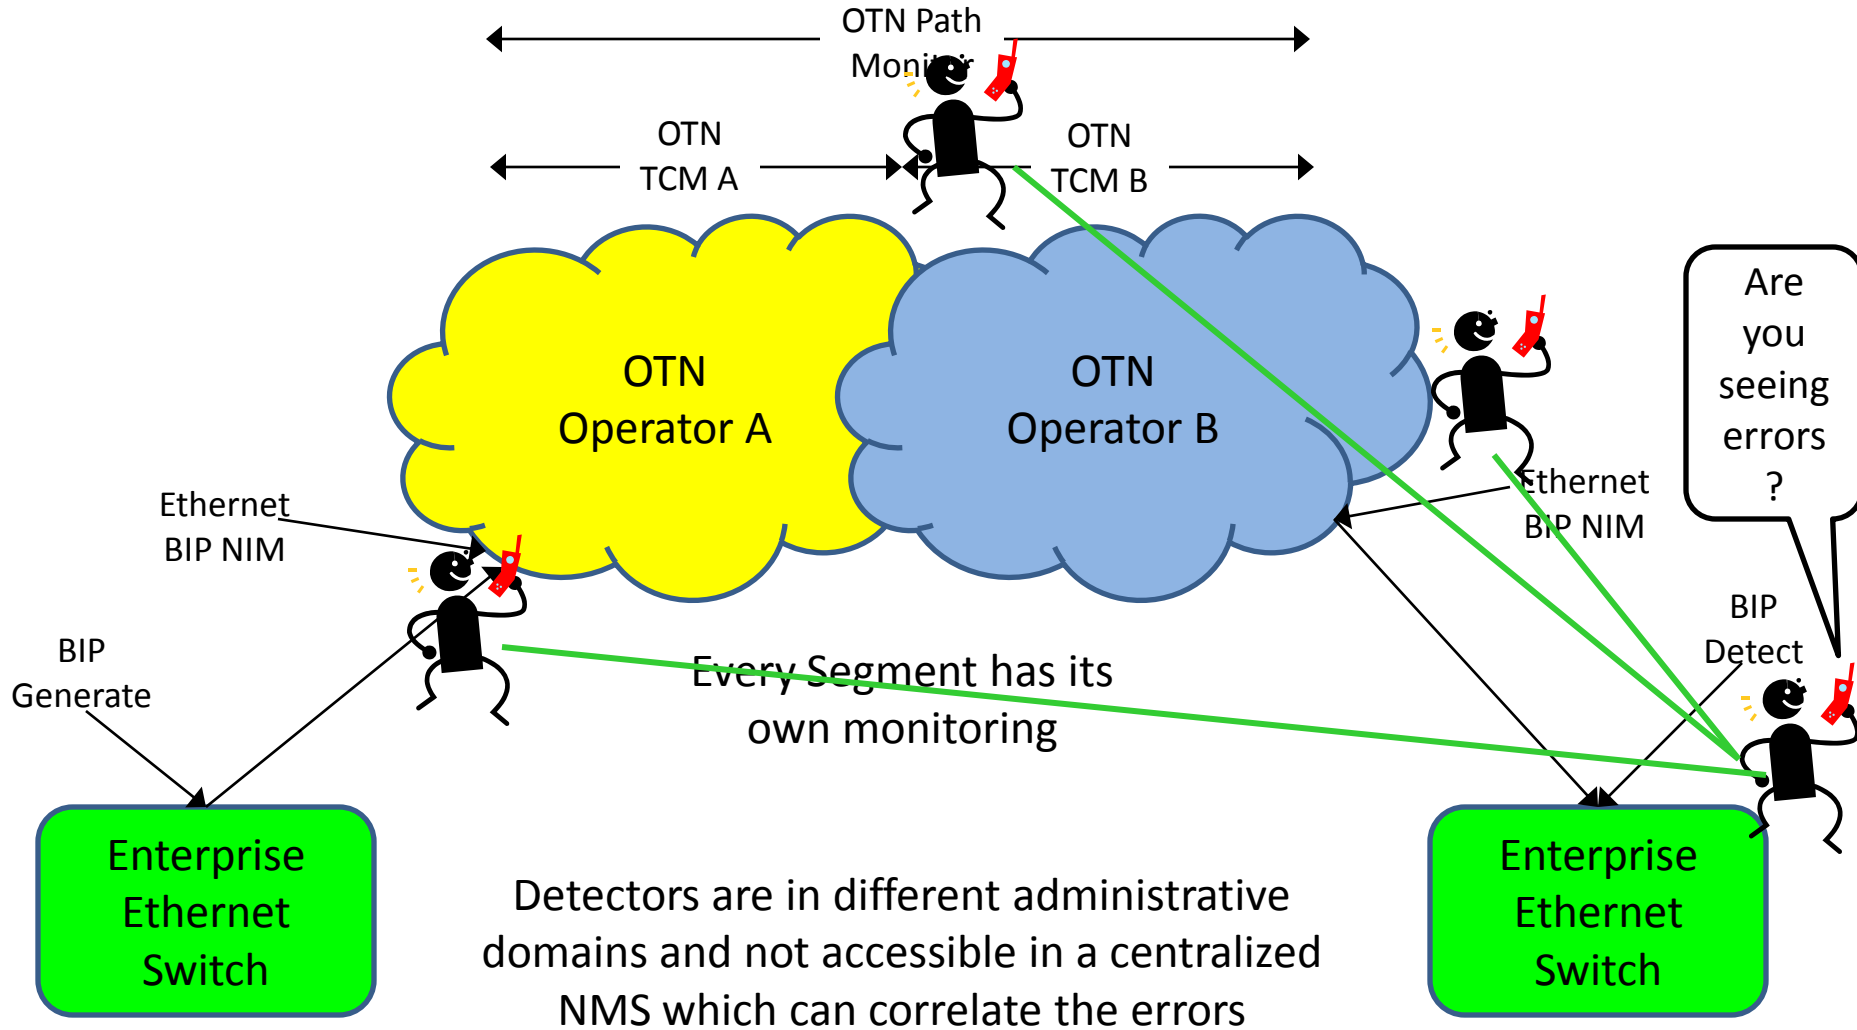 OTN Path
Monitor
OTN
TCM A
OTN
TCM B
OTN
Operator A
OTN
Operator B
Are
you
seeing
errors
?
Ethernet
BIP NIM
Ethernet
BIP NIM
BIP
Generate
BIP
Detect
Every Segment has its
own monitoring
Enterprise
Ethernet
Switch
Enterprise
Ethernet
Switch
Detectors are in different administrative
domains and not accessible in a centralized
NMS which can correlate the errors